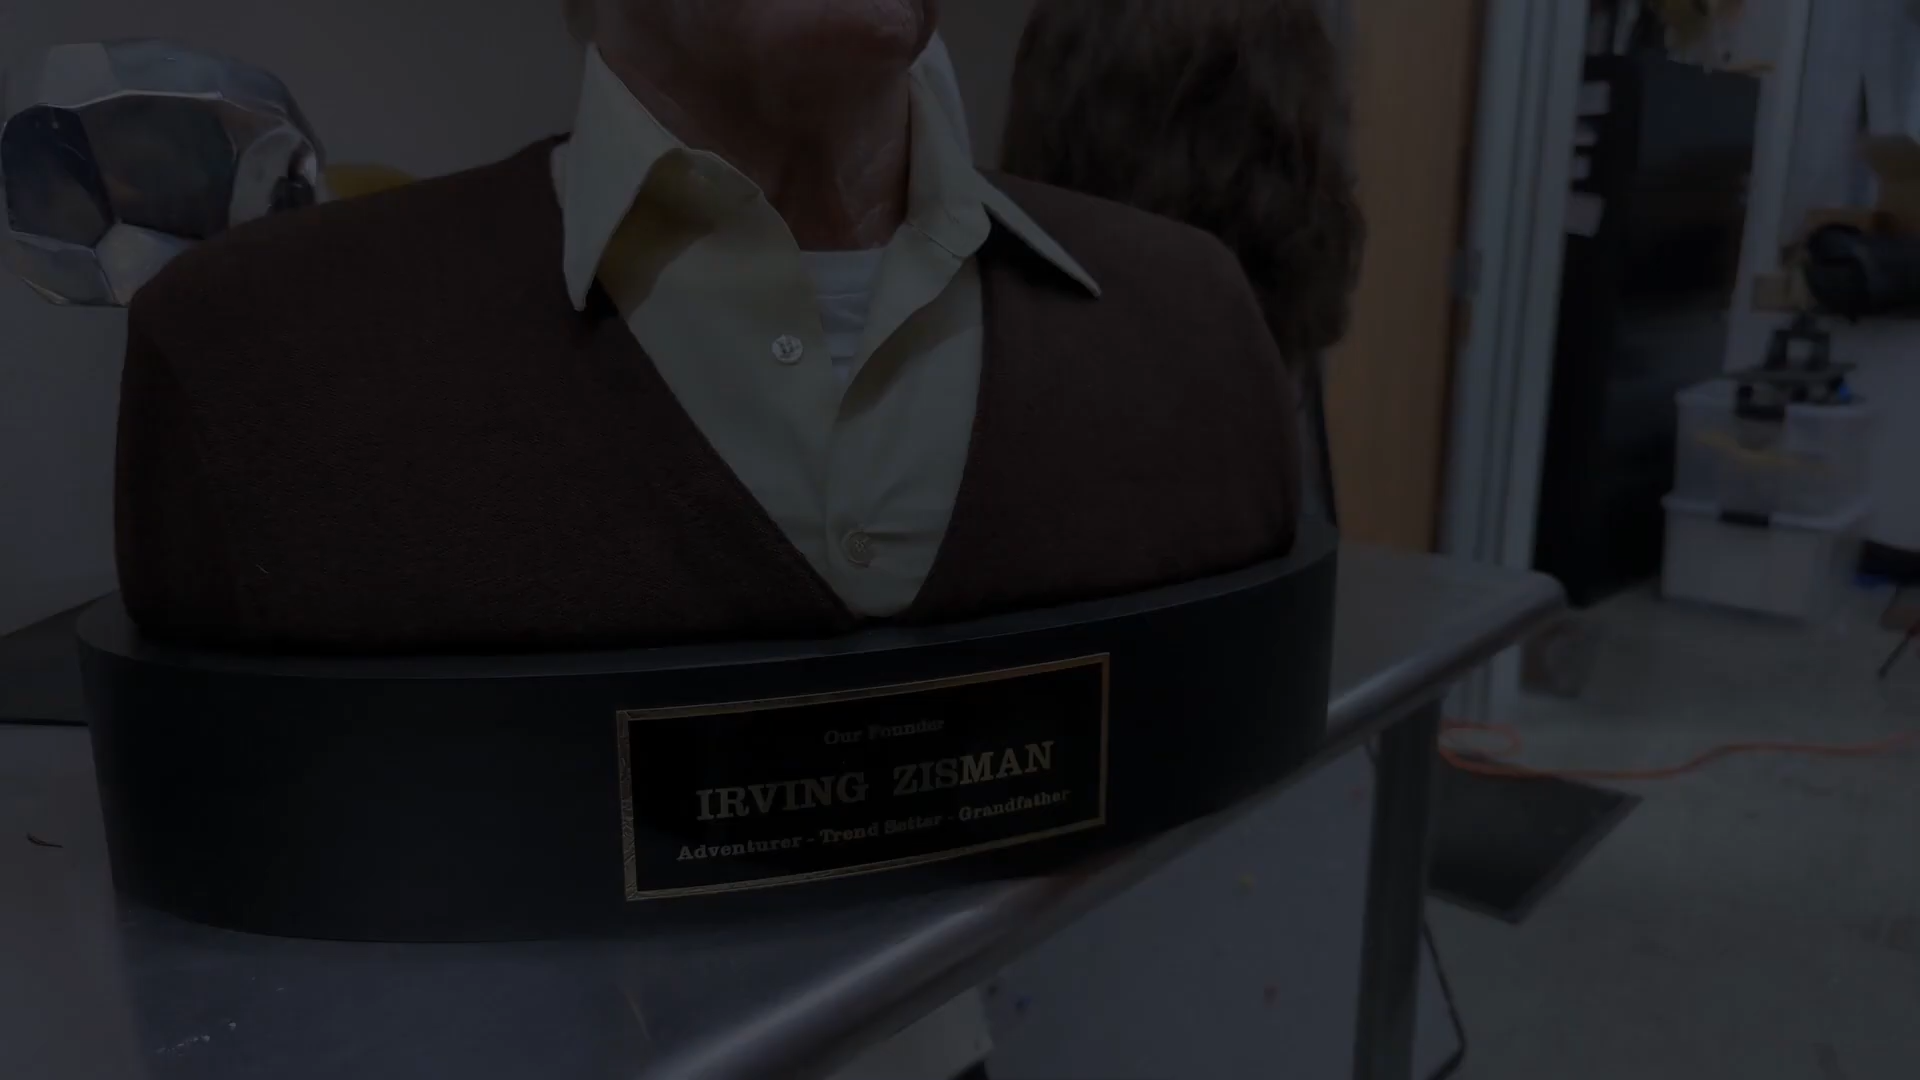 Our Founder
IRVING ZISMAN
Adventurer - Trend Setter - Grandfather